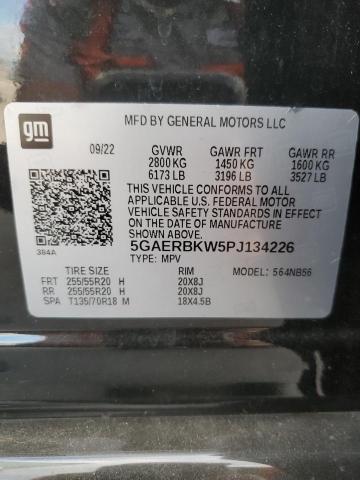 gm
MFD BY GENERAL MOTORS LLC
09/22 GVWR GAWR FRT GAWR RR
2800 KG 1450 KG 1600 KG
6173 LB 3196 LB 3527 LB
THIS VEHICLE CONFORMS TO ALL
APPLICABLE U.S. FEDERAL MOTOR VEHICLE
SAFETY AND THEFT PREVENTION
STANDARDS IN EFFECT
ON THE DATE OF MANUFACTURE
SHOWN ABOVE.
384A
5GAERBKW5PJ134226
TYPE: MPV 564NB56
TIRE SIZE RIM
FRT 255/55R20 H 20X8J
RR 255/55R20 H 20X8J
SPA T135/70R18 M 18X4.5B